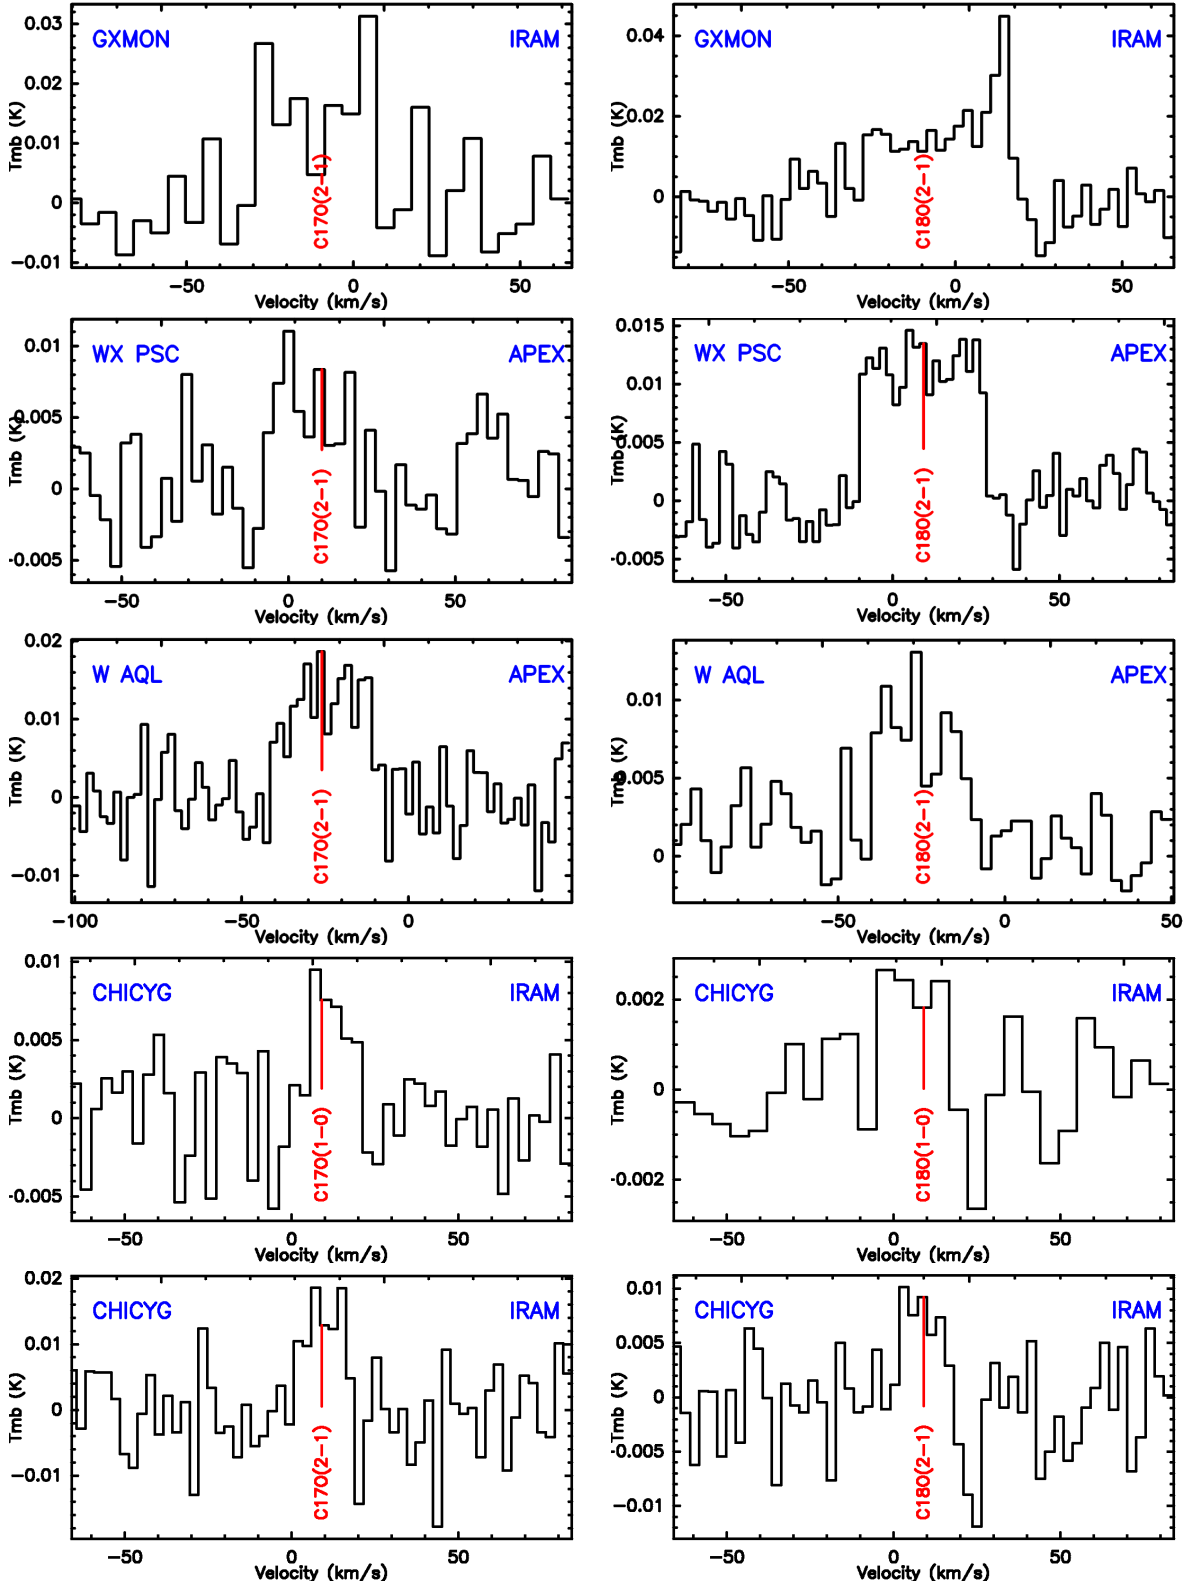 GXMON IRAM
0.03
0.02
0.01
0
−0.01
Tmb (K)
C17O(2−1)
−50 0 50
Velocity (km/s)
GXMON IRAM
0.04
0.02
0
Tmb (K)
C18O(2−1)
−50 0 50
Velocity (km/s)
WX PSC APEX
0.01
0.005
0
-0.005
Tmb (K)
C17O(2−1)
−50 0 50
Velocity (km/s)
WX PSC APEX
0.015
0.01
0.005
0
-0.005
Tmb (K)
C18O(2−1)
−50 0 50
Velocity (km/s)
W AQL APEX
0.02
0.01
0
−0.01
Tmb (K)
C17O(2−1)
−100 −50 0
Velocity (km/s)
W AQL APEX
0.01
0.005
0
Tmb (K)
C18O(2−1)
−50 0 50
Velocity (km/s)
CHICYG IRAM
0.01
0.005
0
-0.005
Tmb (K)
C17O(1−0)
−50 0 50
Velocity (km/s)
CHICYG IRAM
0.002
0
-0.002
Tmb (K)
C18O(1−0)
−50 0 50
Velocity (km/s)
CHICYG IRAM
0.02
0.01
0
−0.01
Tmb (K)
C17O(2−1)
−50 0 50
Velocity (km/s)
CHICYG IRAM
0.01
0.005
0
-0.005
−0.01
Tmb (K)
C18O(2−1)
−50 0 50
Velocity (km/s)